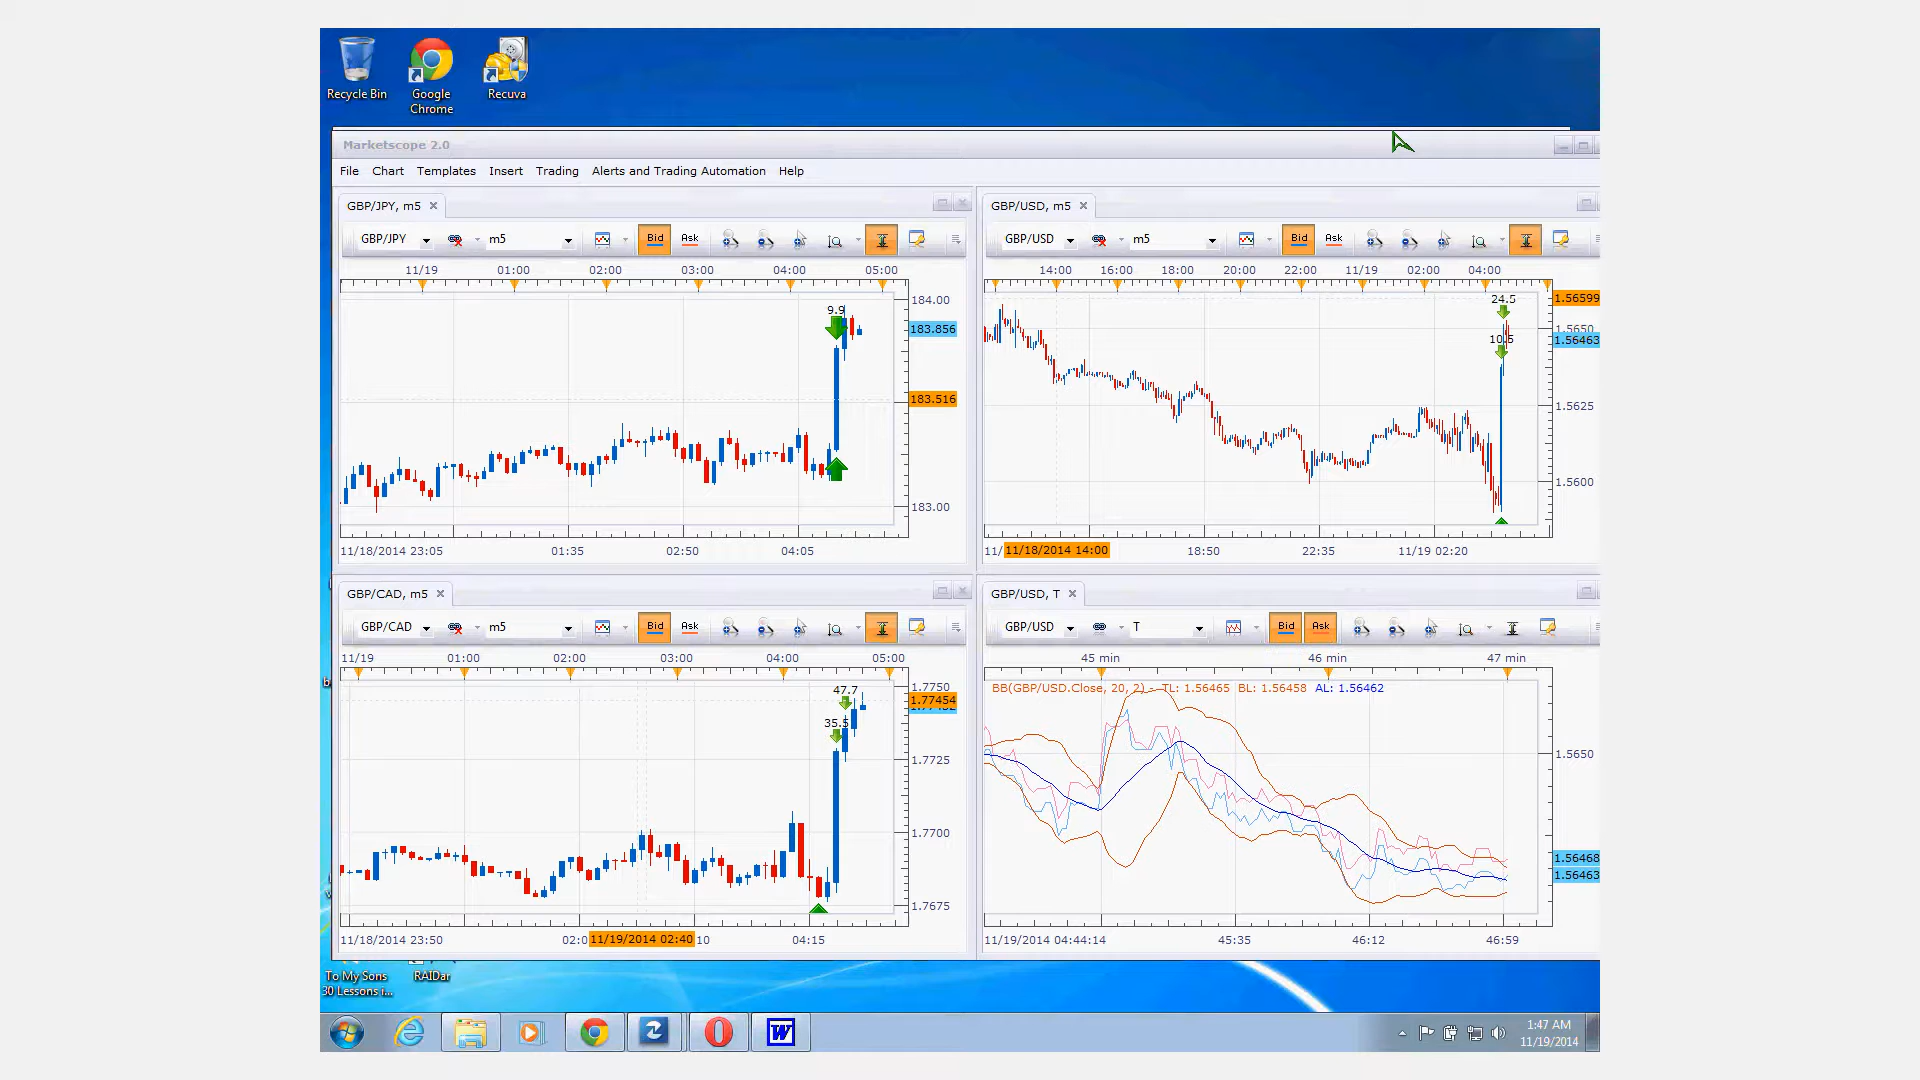 Recycle Bin
Google Chrome
Recuva
Marketscope 2.0
File Chart Templates Insert Trading Alerts and Trading Automation Help
GBP/JPY, m5
GBP/JPY m5 Bid Ask
11/19 01:00 02:00 03:00 04:00 05:00
9.9
184.00
183.856
183.516
183.00
11/18/2014 23:05 01:35 02:50 04:05
GBP/USD, m5
GBP/USD m5 Bid Ask
14:00 16:00 18:00 20:00 22:00 11/19 02:00 04:00
24.5
10.5
1.56599
1.5650
1.56463
1.5625
1.5600
11/ 11/18/2014 14:00 18:50 22:35 11/19 02:20
GBP/CAD, m5
GBP/CAD m5 Bid Ask
11/19 01:00 02:00 03:00 04:00 05:00
47.7
35.5
1.7750
1.77454
1.7725
1.7700
1.7675
11/18/2014 23:50 02:0 11/19/2014 02:40 10 04:15
GBP/USD, T
GBP/USD T Bid Ask
45 min 46 min 47 min
BB(GBP/USD.Close, 20, 2) - TL: 1.56465 BL: 1.56458 AL: 1.56462
1.5650
1.56468
1.56463
11/19/2014 04:44:14 45:35 46:12 46:59
To My Sons
30 Lessons i...
RAIDar
1:47 AM
11/19/2014